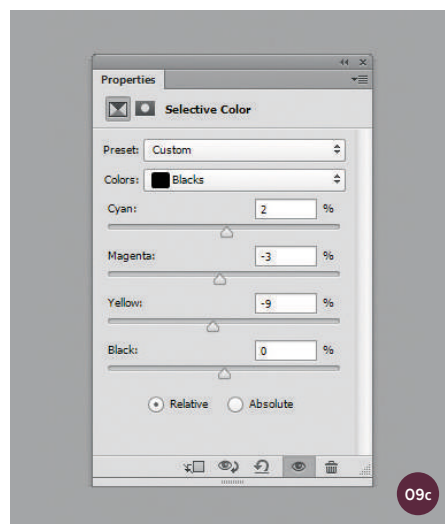 Properties
Selective Color
Preset: Custom
Colors: Blacks
Cyan: 2 %
Magenta: -3 %
Yellow: -9 %
Black: 0 %
Relative Absolute
09c